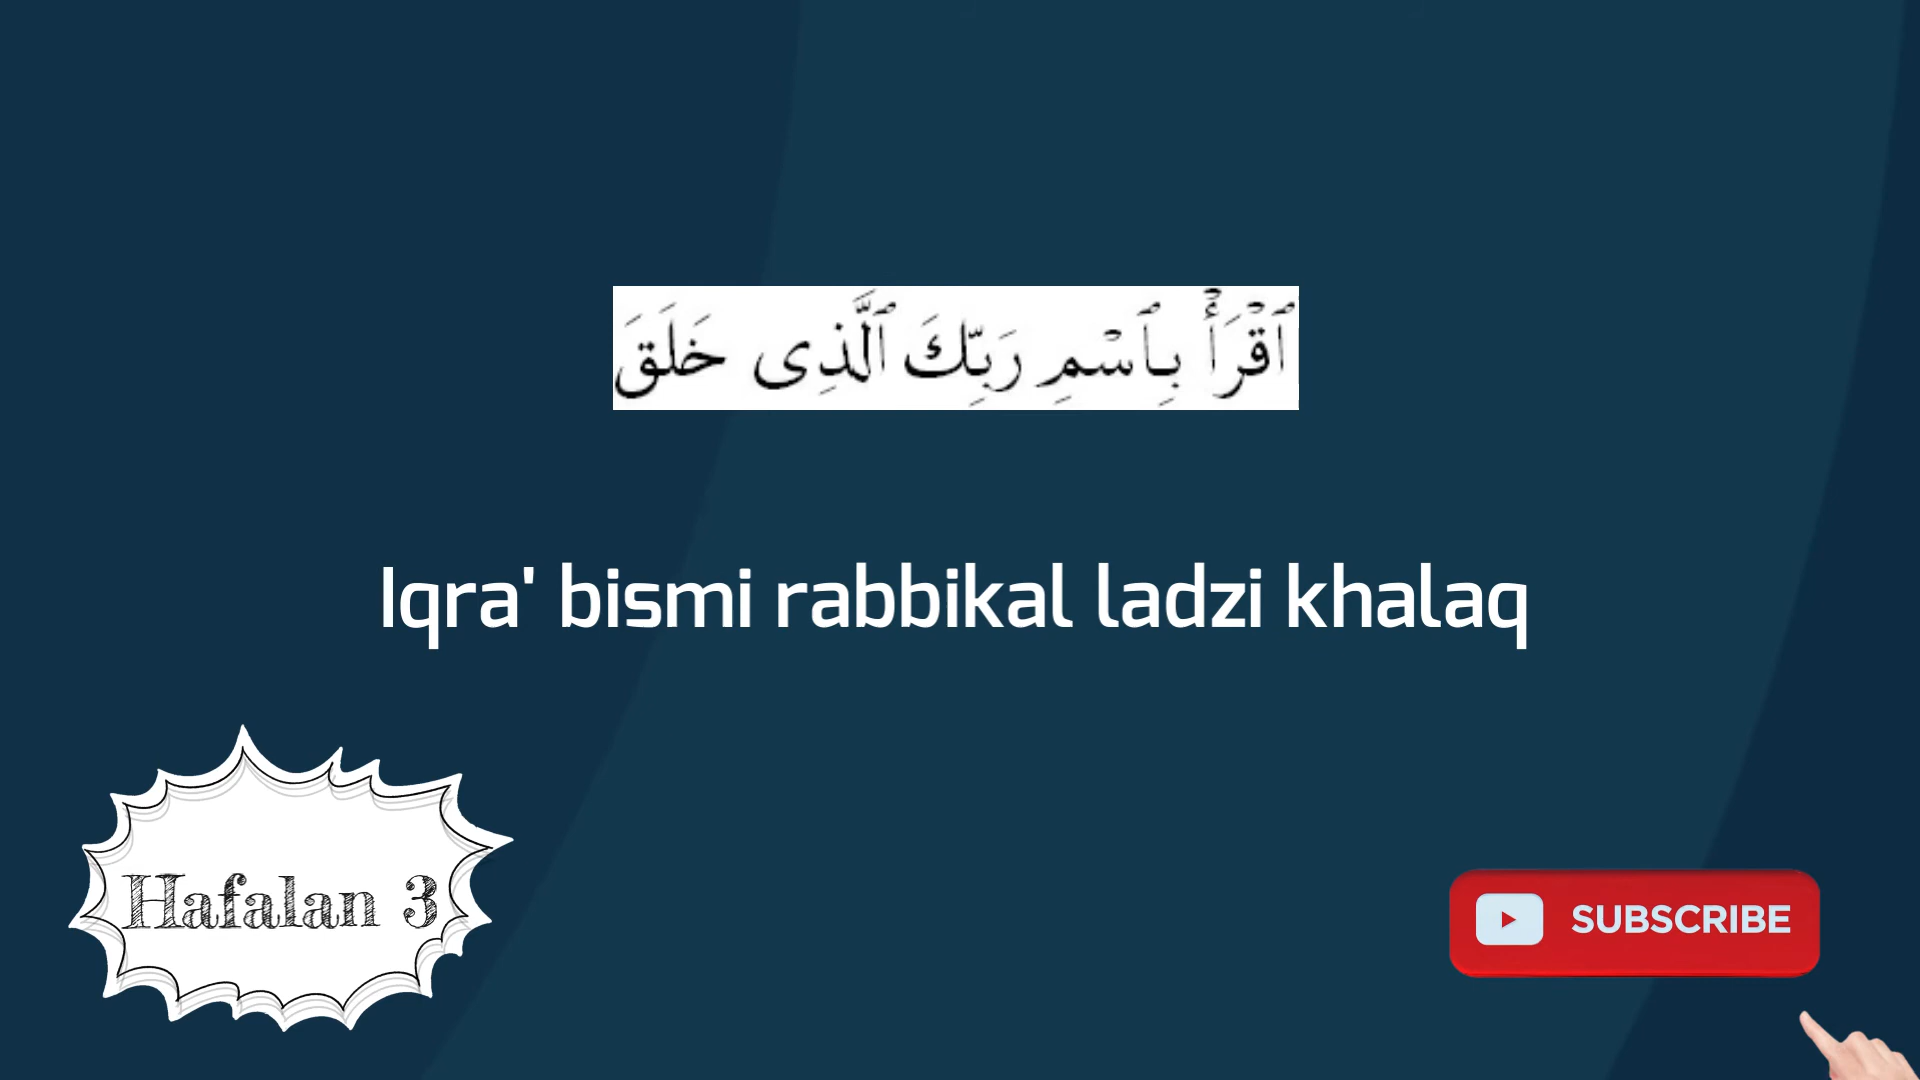 ٱقْرَأْ بِٱسْمِ رَبِّكَ ٱلَّذِى خَلَقَ
Iqra' bismi rabbikal ladzi khalaq
Hafalan 3
SUBSCRIBE